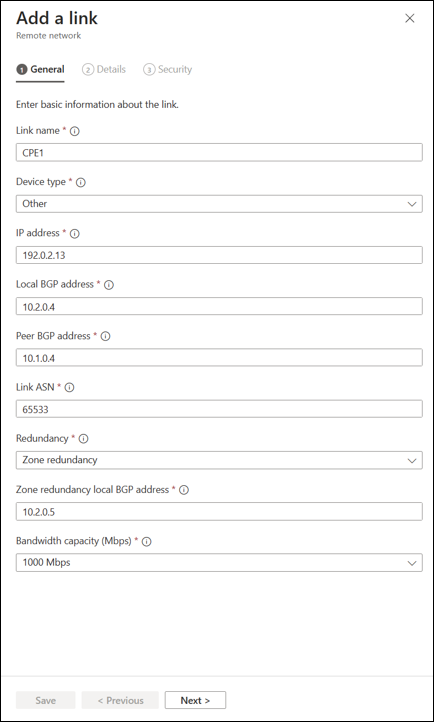 Add a link
Remote network
1 General 2 Details 3 Security
Enter basic information about the link.
Link name *
CPE1
Device type *
Other
IP address *
192.0.2.13
Local BGP address *
10.2.0.4
Peer BGP address *
10.1.0.4
Link ASN *
65533
Redundancy *
Zone redundancy
Zone redundancy local BGP address *
10.2.0.5
Bandwidth capacity (Mbps) *
1000 Mbps
Save < Previous Next >